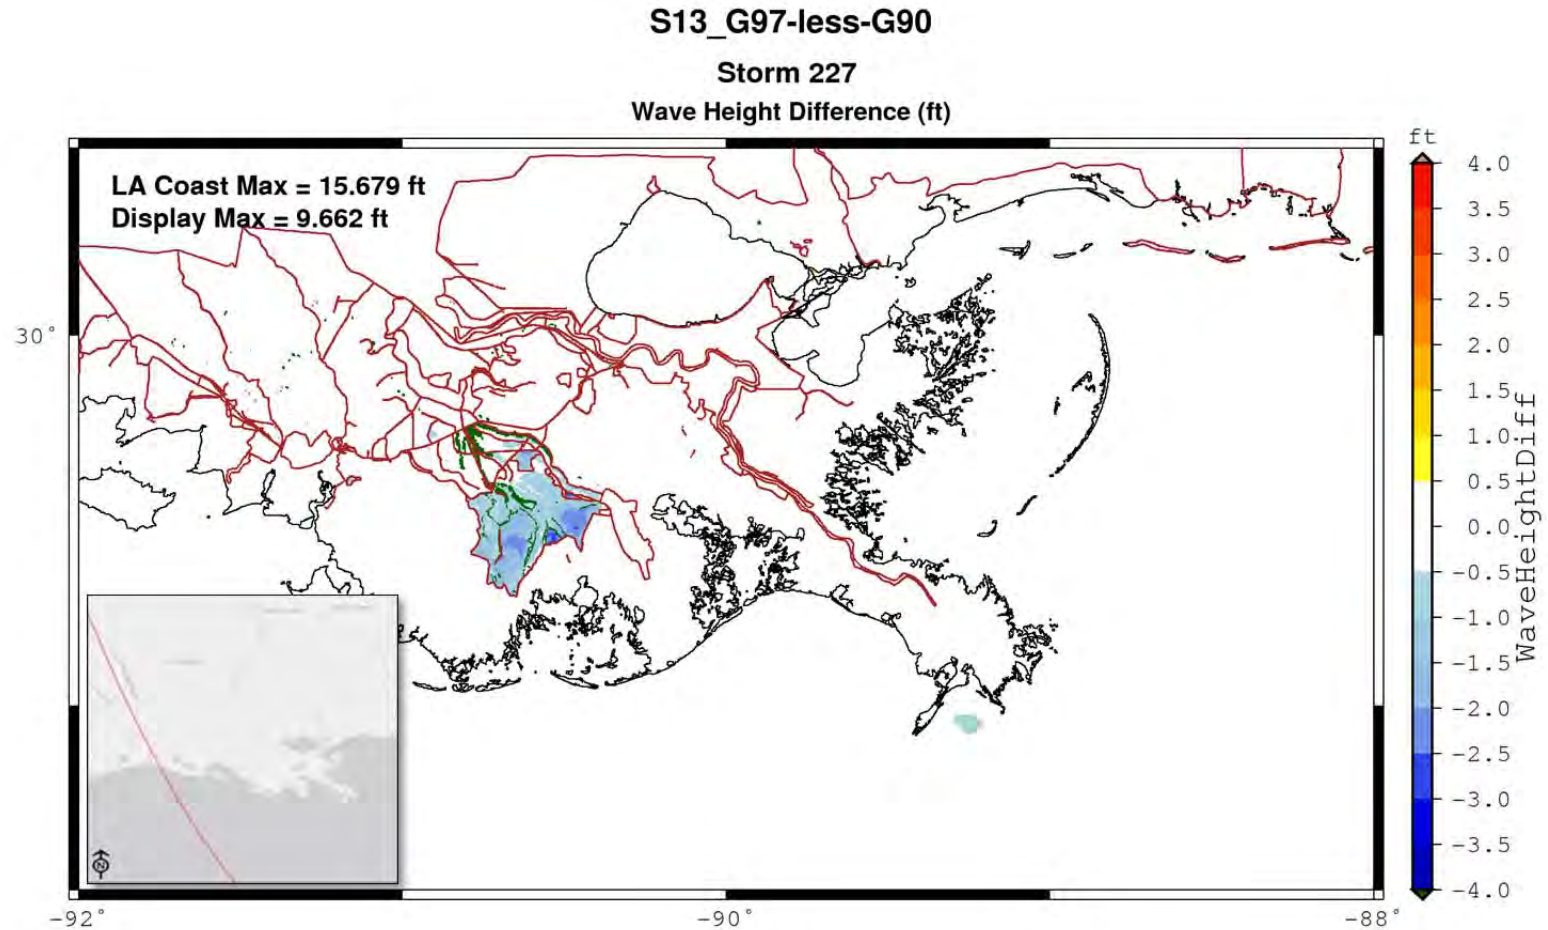 S13_G97-less-G90
Storm 227
Wave Height Difference (ft)
LA Coast Max = 15.679 ft
Display Max = 9.662 ft
30°
-92°
-90°
-88°
ft
4.0
3.5
3.0
2.5
2.0
1.5
1.0
0.5
0.0
-0.5
-1.0
-1.5
-2.0
-2.5
-3.0
-3.5
-4.0
WaveHeightDiff
N